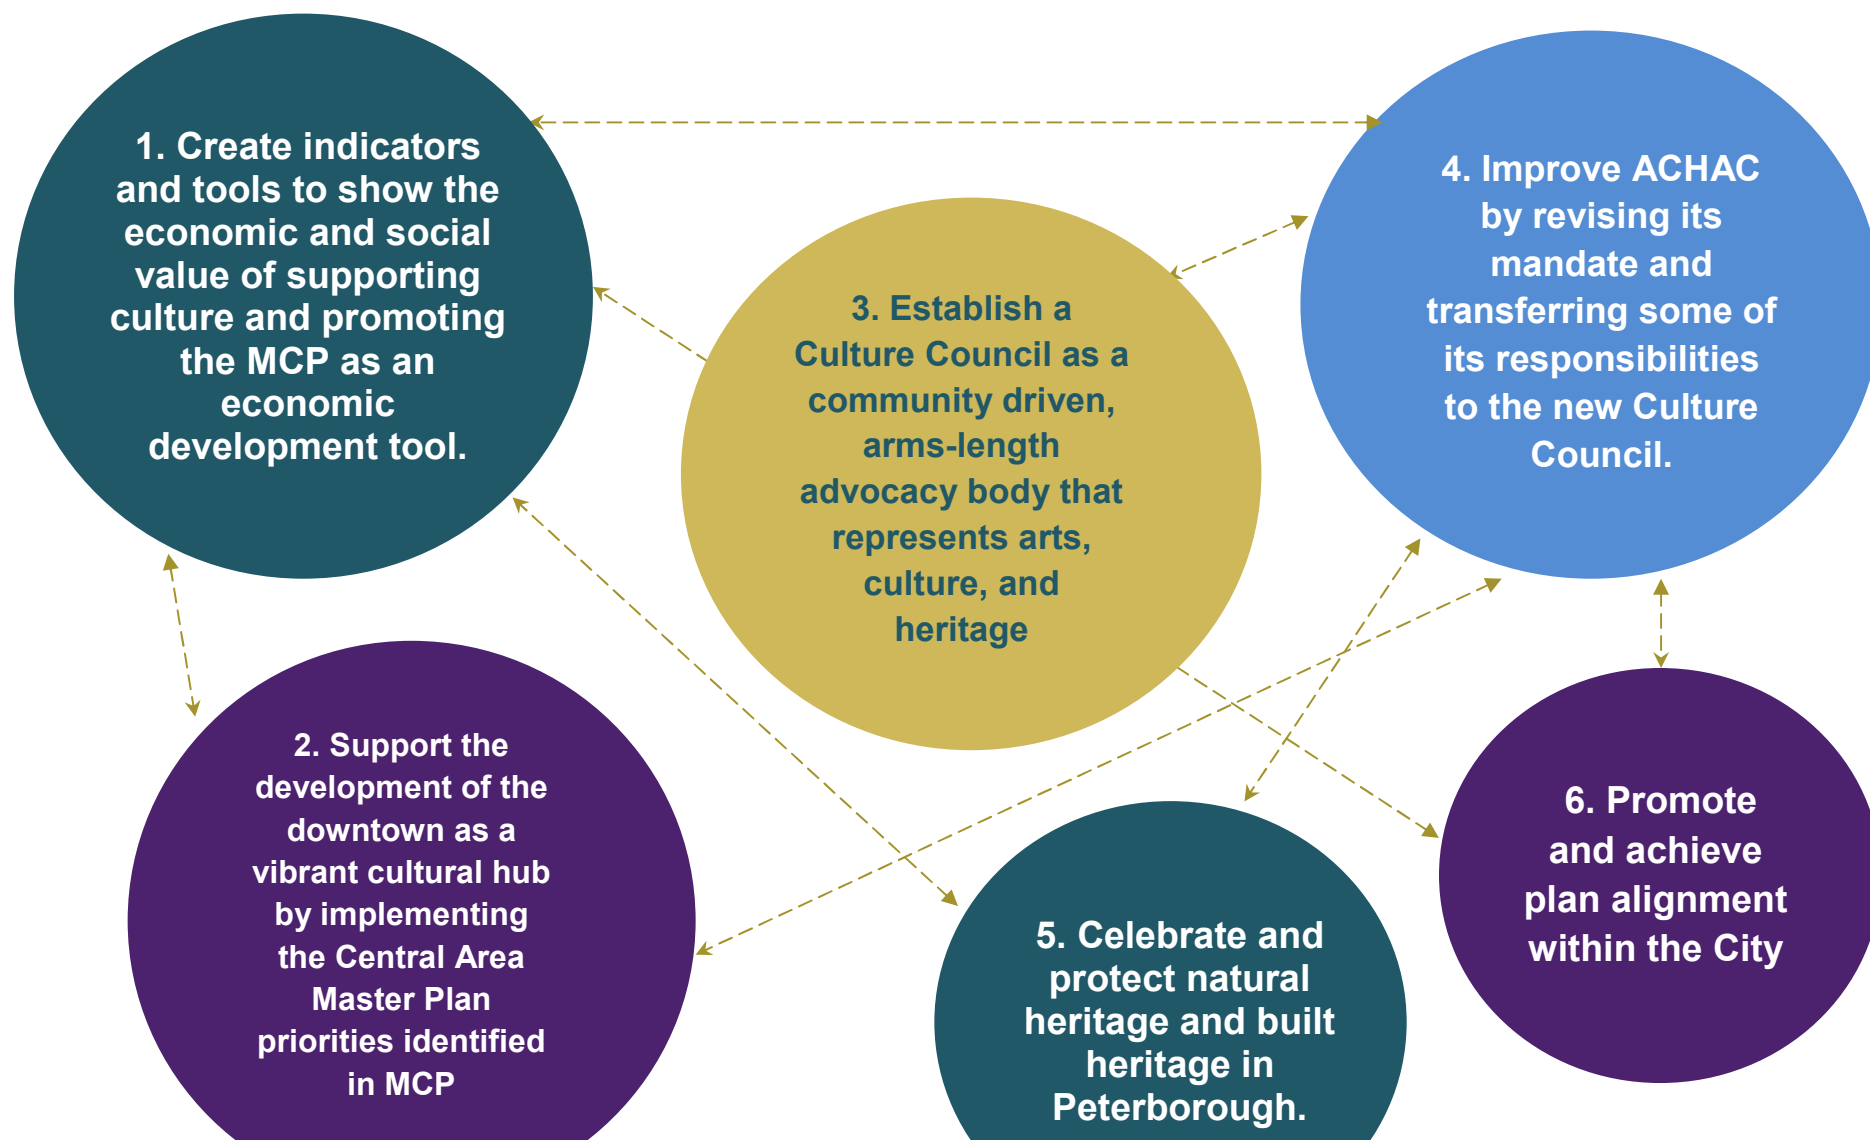 1. Create indicators
and tools to show the
economic and social
value of supporting
culture and promoting
the MCP as an
economic
development tool.
2. Support the
development of the
downtown as a
vibrant cultural hub
by implementing
the Central Area
Master Plan
priorities identified
in MCP
3. Establish a
Culture Council as a
community driven,
arms-length
advocacy body that
represents arts,
culture, and
heritage
4. Improve ACHAC
by revising its
mandate and
transferring some of
its responsibilities
to the new Culture
Council.
5. Celebrate and
protect natural
heritage and built
heritage in
Peterborough.
6. Promote
and achieve
plan alignment
within the City